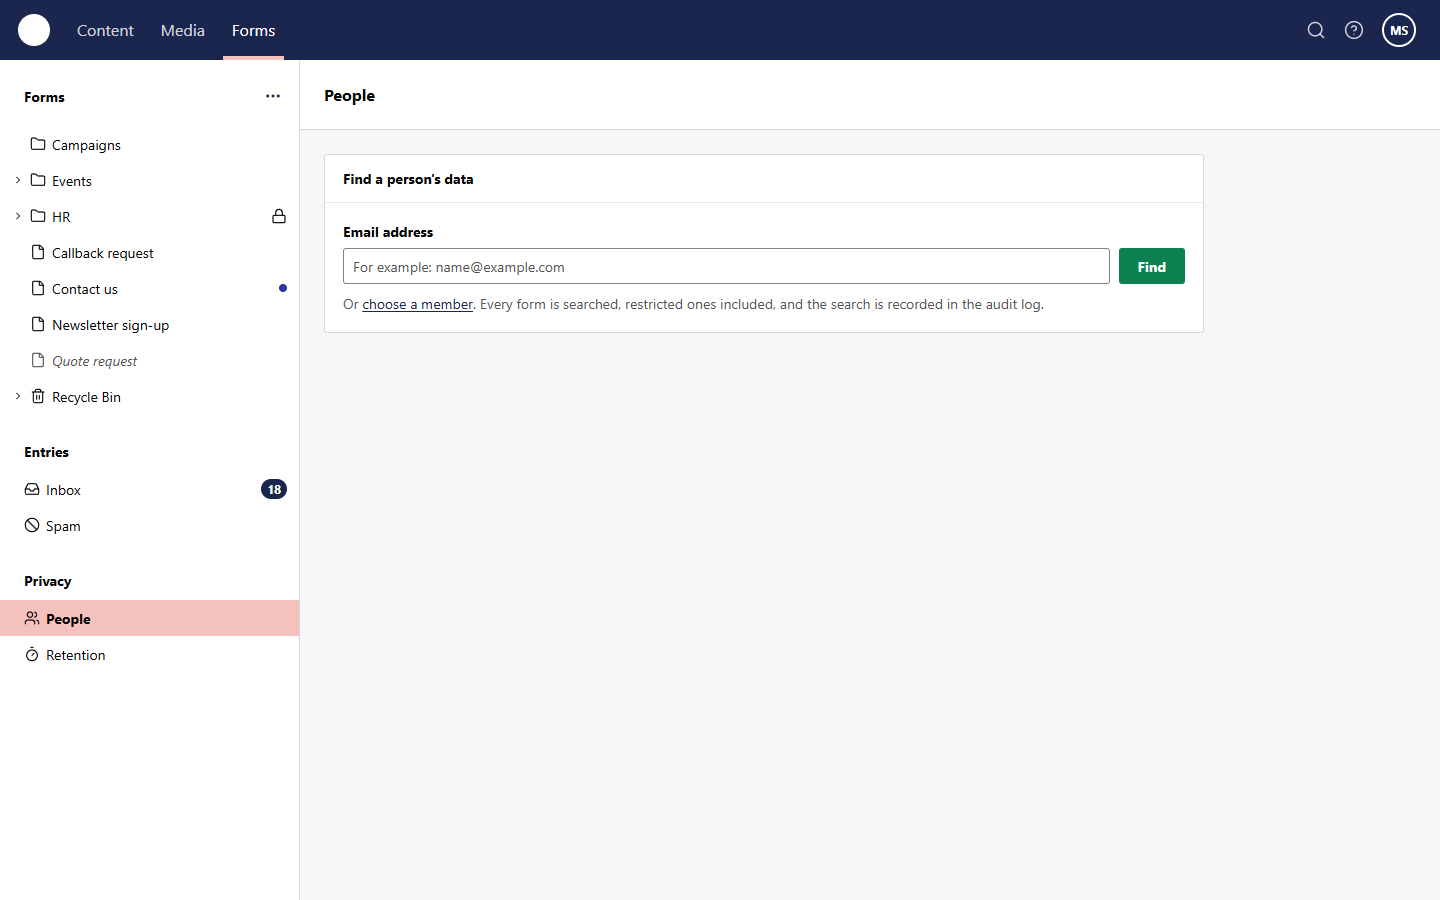 Content Media Forms
MS
Forms
Campaigns
Events
HR
Callback request
Contact us
Newsletter sign-up
Quote request
Recycle Bin
Entries
Inbox 18
Spam
Privacy
People
Retention
People
Find a person's data
Email address
For example: name@example.com
Find
Or choose a member. Every form is searched, restricted ones included, and the search is recorded in the audit log.